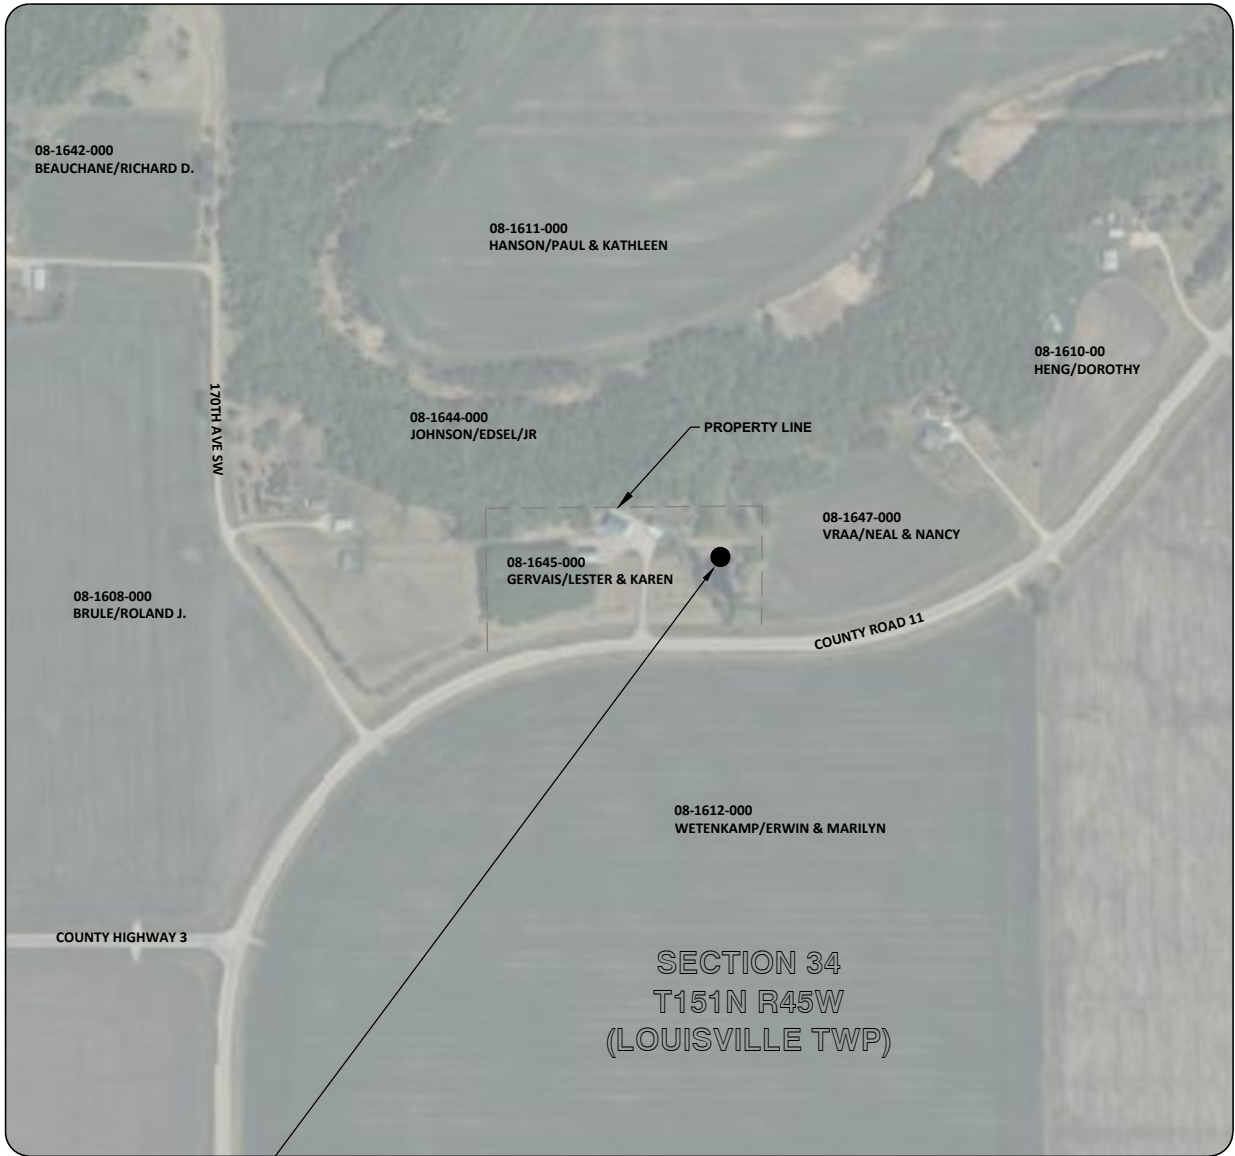 08-1642-000
BEAUCHANE/RICHARD D.
08-1611-000
HANSON/PAUL & KATHLEEN
08-1610-00
HENG/DOROTHY
170TH AVE SW
08-1644-000
JOHNSON/EDSEL/JR
PROPERTY LINE
08-1647-000
VRAA/NEAL & NANCY
08-1645-000
GERVAIS/LESTER & KAREN
08-1608-000
BRULE/ROLAND J.
COUNTY ROAD 11
08-1612-000
WETENKAMP/ERWIN & MARILYN
COUNTY HIGHWAY 3
SECTION 34
T151N R45W
(LOUISVILLE TWP)